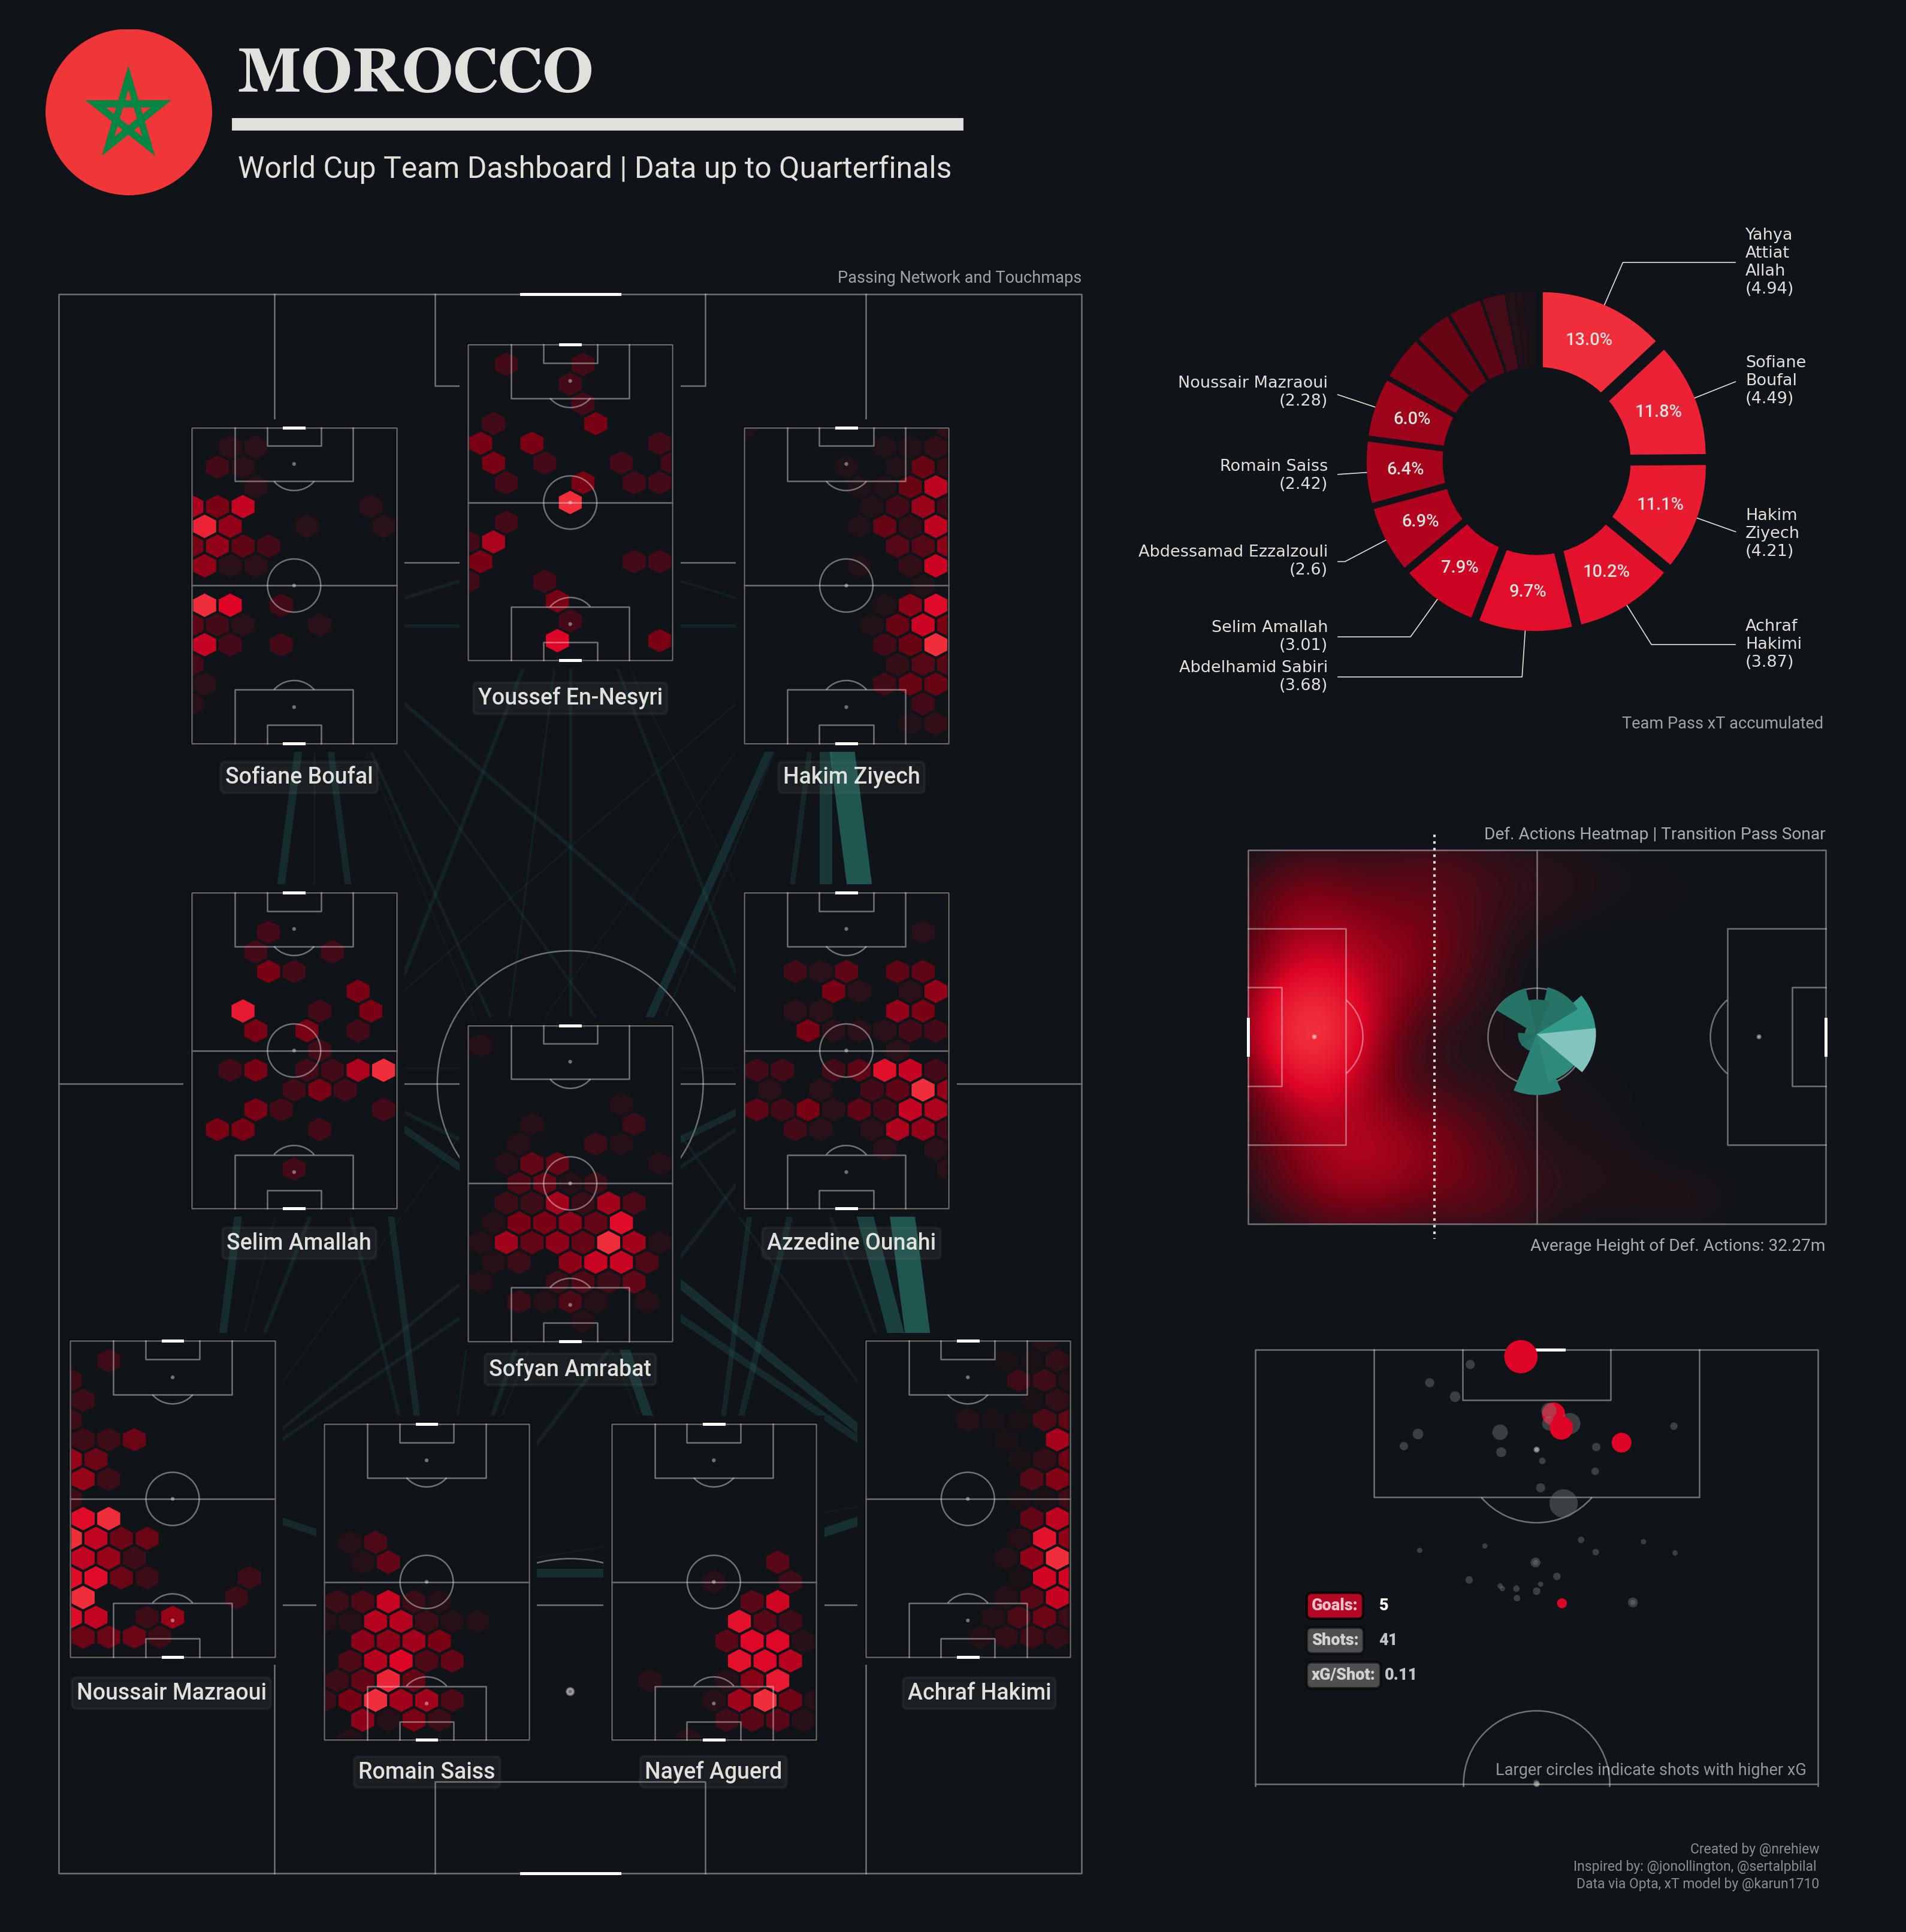 MOROCCO
World Cup Team Dashboard | Data up to Quarterfinals
Passing Network and Touchmaps
Youssef En-Nesyri
Sofiane Boufal
Hakim Ziyech
Selim Amallah
Azzedine Ounahi
Sofyan Amrabat
Noussair Mazraoui
Achraf Hakimi
Romain Saiss
Nayef Aguerd
Yahya
Attiat
Allah
(4.94)
13.0%
Sofiane
Boufal
(4.49)
11.8%
Hakim
Ziyech
(4.21)
11.1%
Achraf
Hakimi
(3.87)
10.2%
9.7%
Abdelhamid Sabiri
(3.68)
7.9%
Selim Amallah
(3.01)
6.9%
Abdessamad Ezzalzouli
(2.6)
6.4%
Romain Saiss
(2.42)
6.0%
Noussair Mazraoui
(2.28)
Team Pass xT accumulated
Def. Actions Heatmap | Transition Pass Sonar
Average Height of Def. Actions: 32.27m
Goals: 5
Shots: 41
xG/Shot: 0.11
Larger circles indicate shots with higher xG
Created by @nrehiew
Inspired by: @jonollington, @sertalpbilal
Data via Opta, xT model by @karun1710